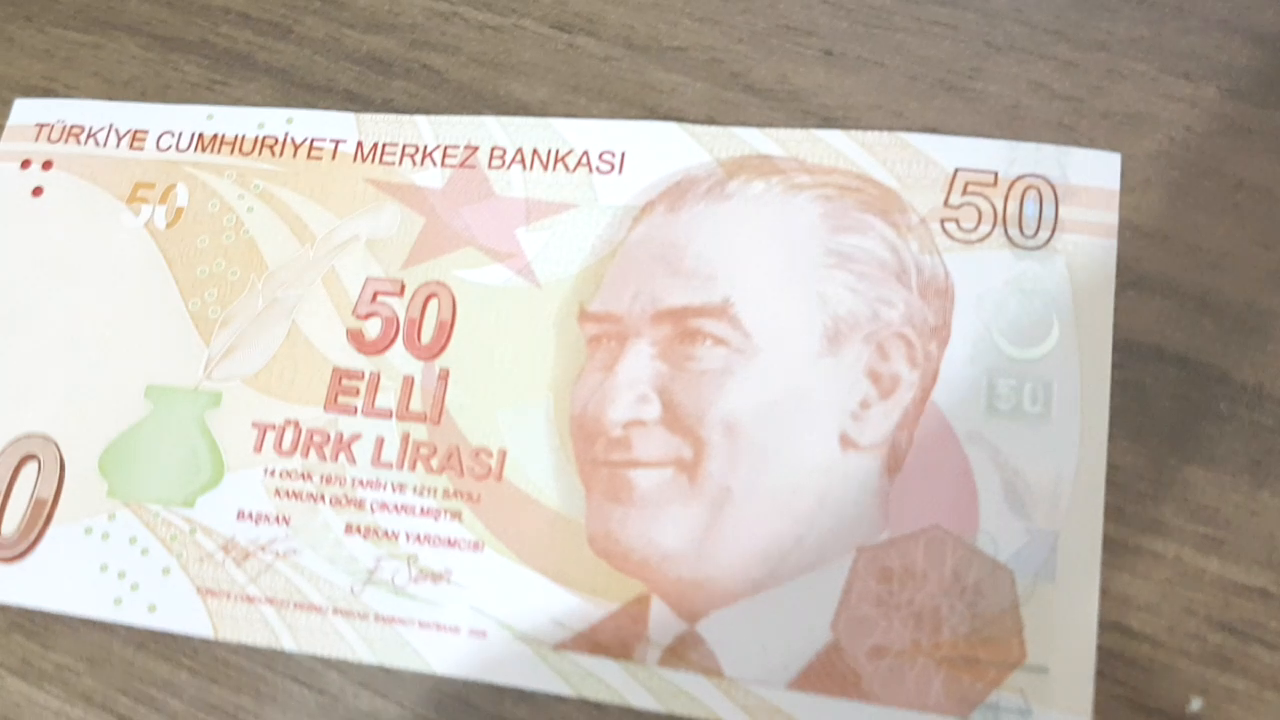 TÜRKİYE CUMHURİYET MERKEZ BANKASI
50
50
50
ELLİ
TÜRK LİRASI
14 OCAK 1970 TARİH VE 1211 SAYILI
KANUNA GÖRE ÇIKARILMIŞTIR.
BAŞKAN
BAŞKAN YARDIMCISI
50
0